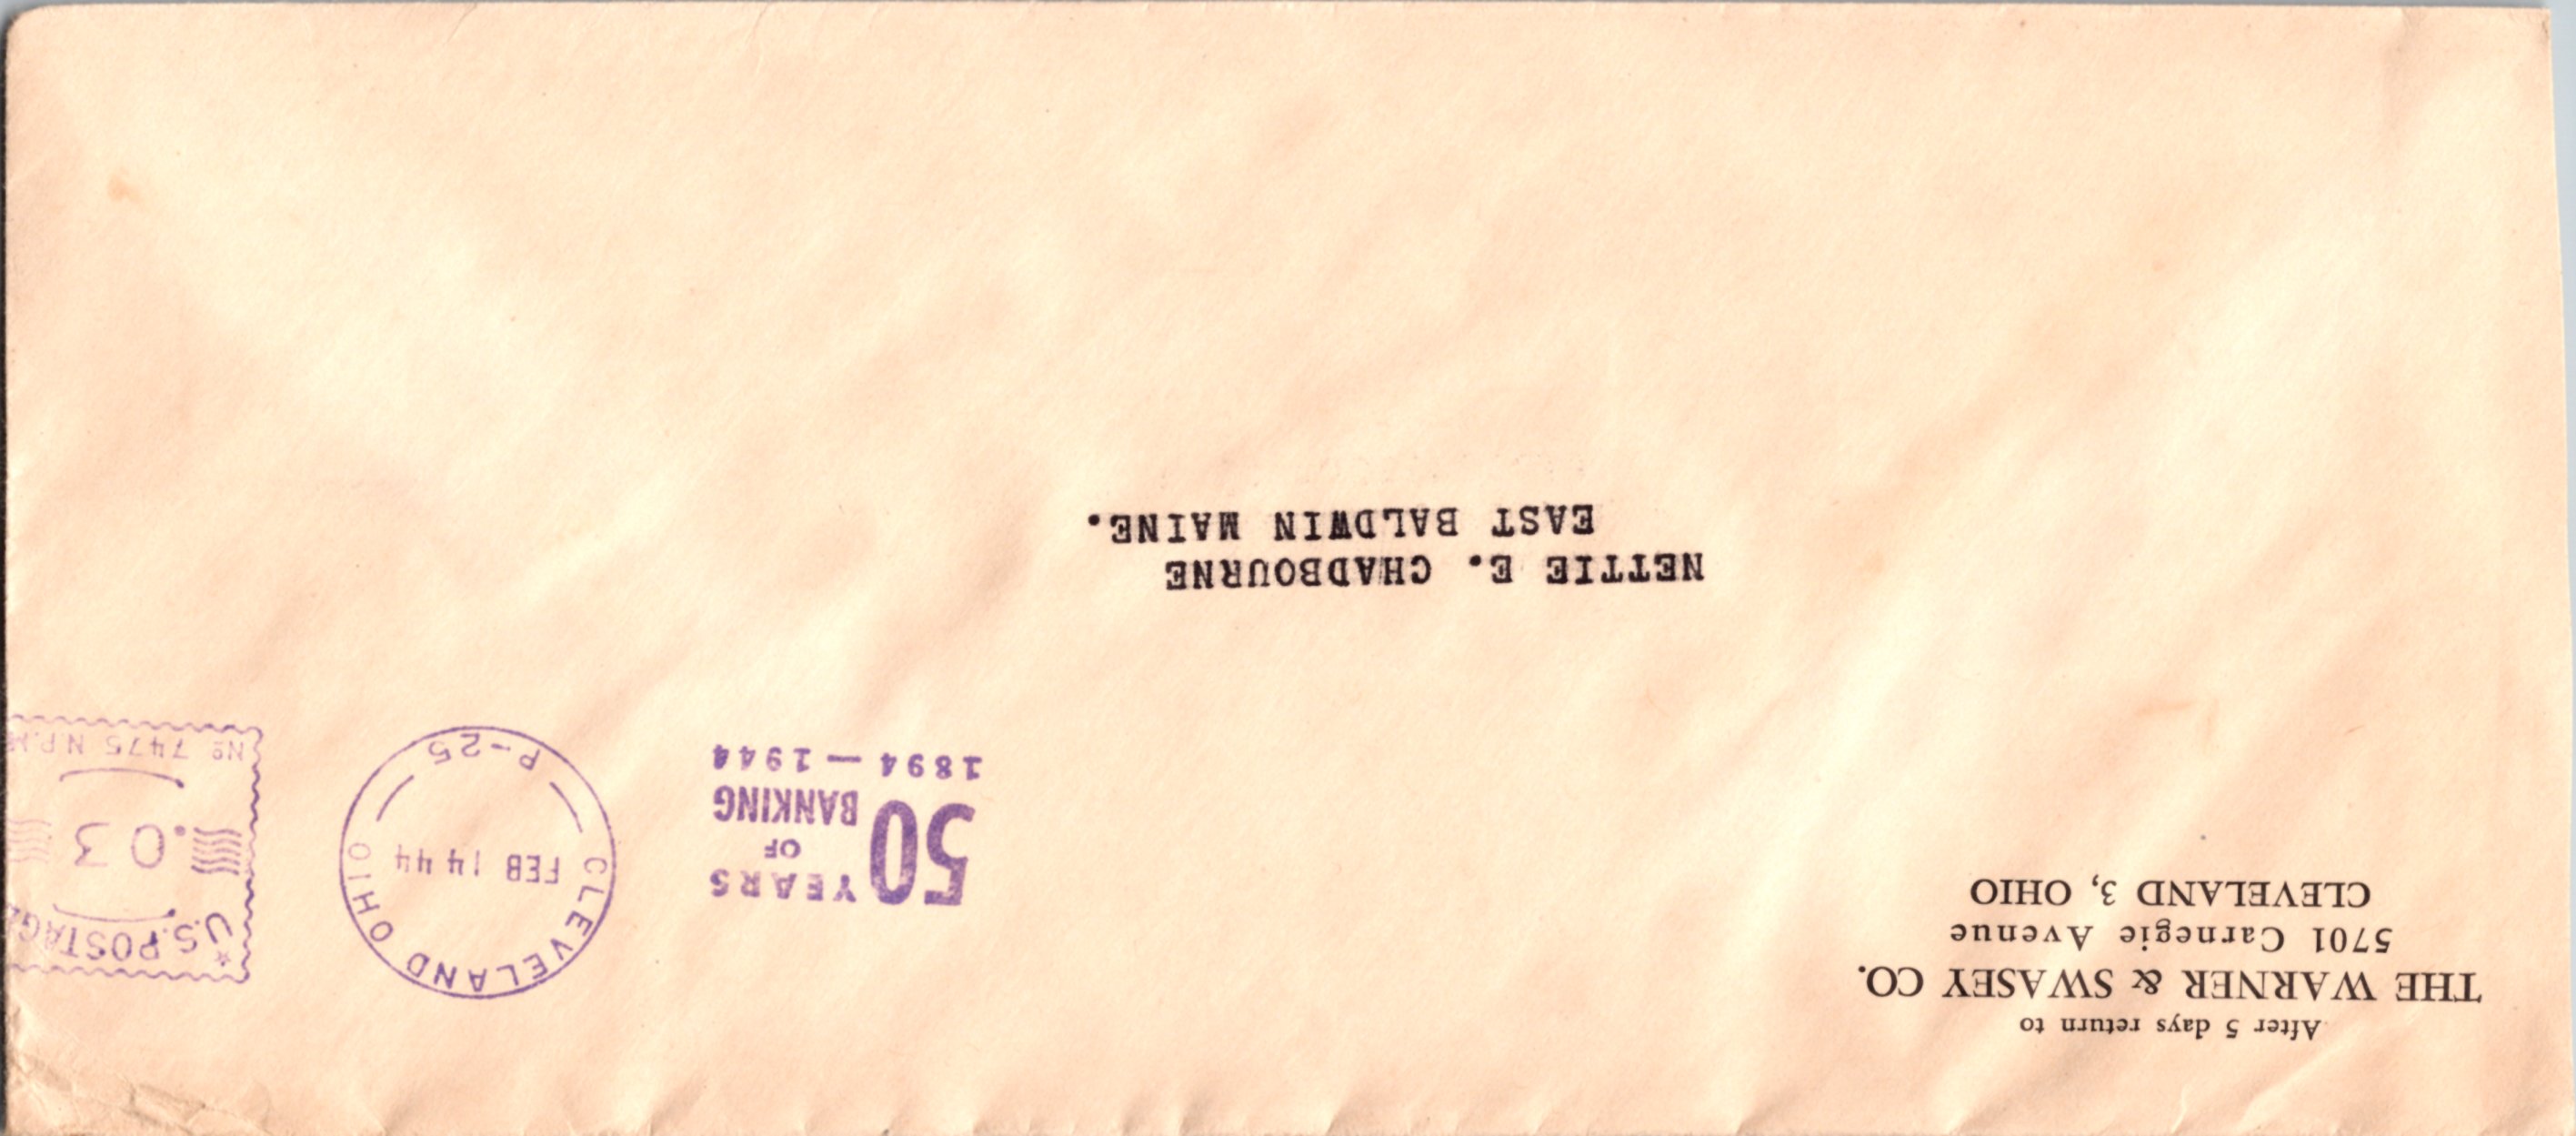 After 5 days return to
THE WARNER & SWASEY CO.
5701 Carnegie Avenue
CLEVELAND 3, OHIO
50 YEARS
OF
BANKING
1894 — 1944
CLEVELAND OHIO
FEB 14 44
P-25
U.S. POSTAGE
.03
No 7475 N.P.M
NETTIE E. CHADBOURNE
EAST BALDWIN MAINE.